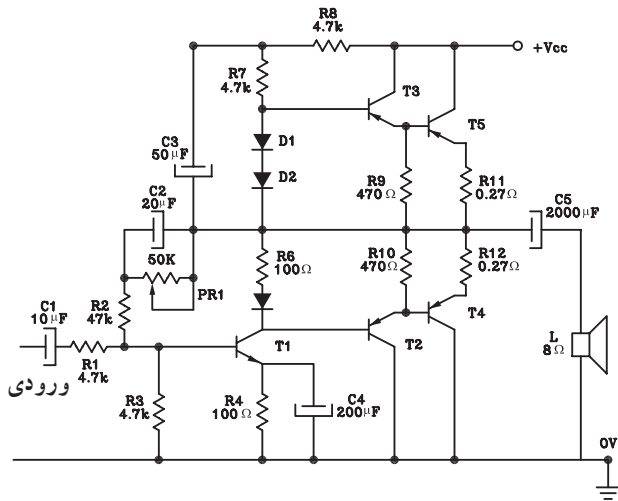 R8
4.7k
+Vcc
R7
4.7k
T3
T5
D1
C3
50μF
D2
C2
20μF
R9
470Ω
R11
0.27Ω
C5
2000μF
50K
PR1
R6
100Ω
R10
470Ω
R12
0.27Ω
C1
10μF
R2
47k
T4
T2
T1
L
8Ω
R1
4.7k
ورودی
R3
4.7k
R4
100Ω
C4
200μF
0V